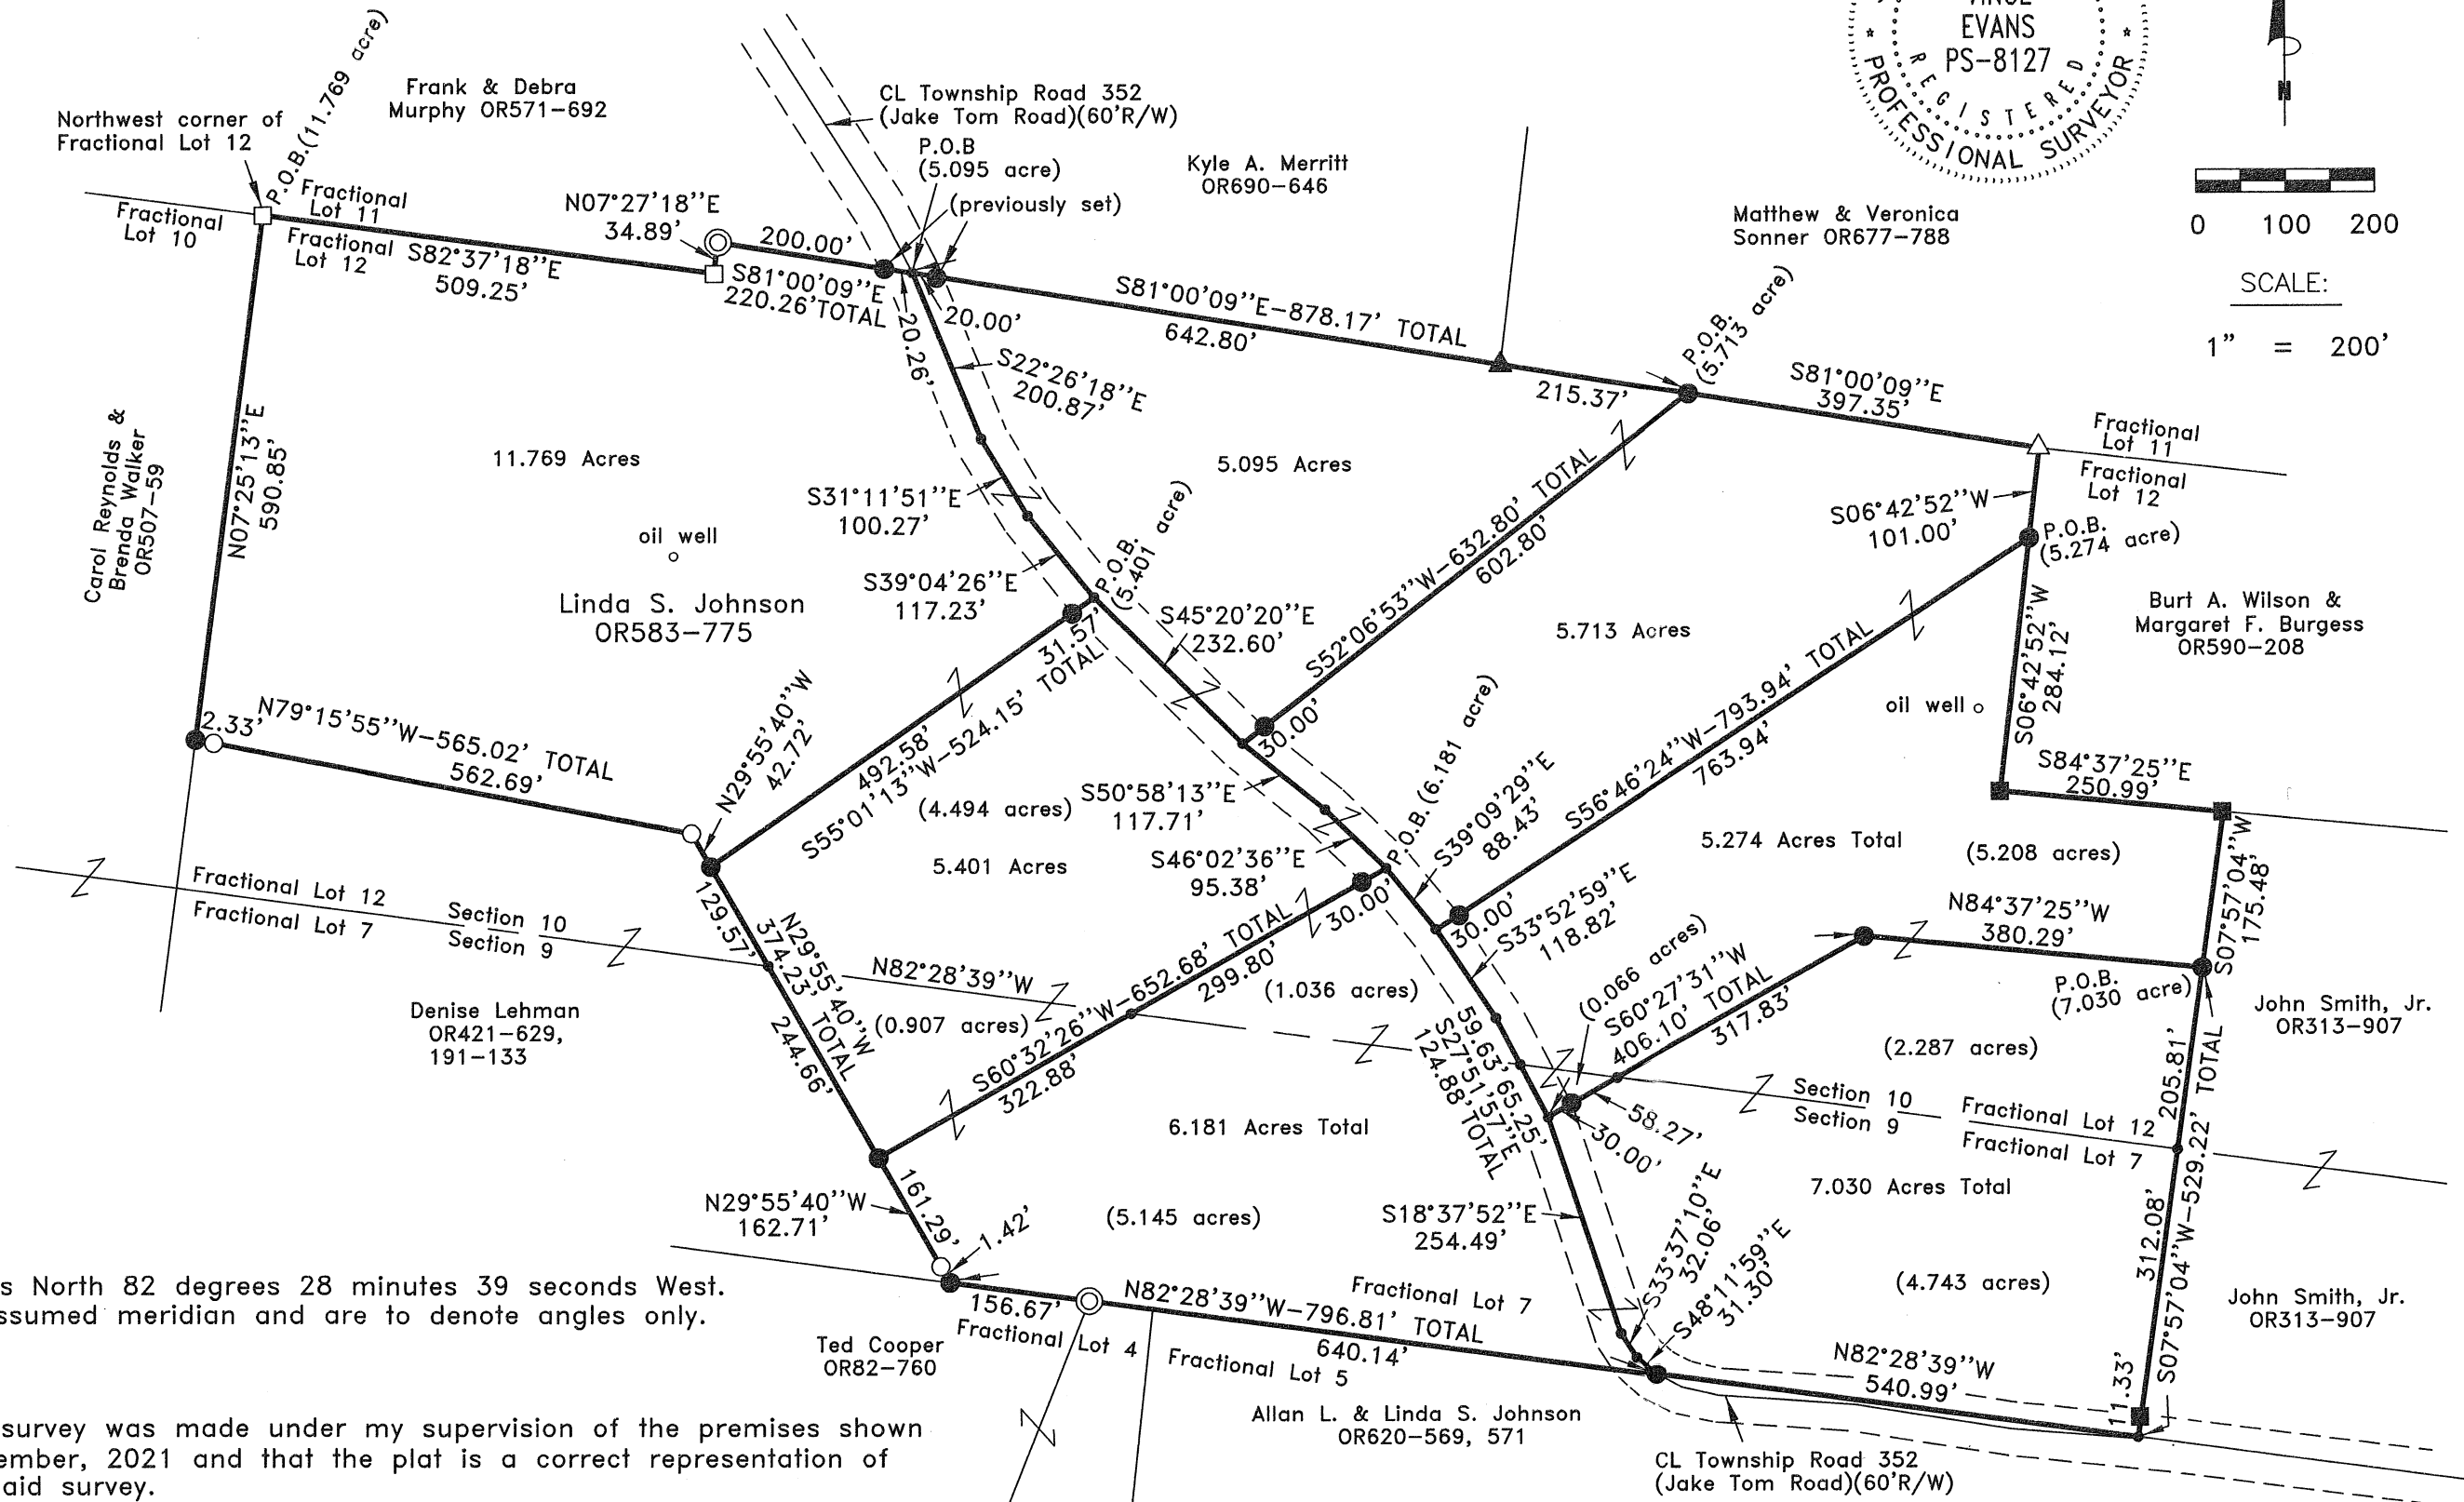 VINCE
EVANS
PS-8127
REGISTERED
PROFESSIONAL SURVEYOR
N
0 100 200
SCALE:
1" = 200'
Frank & Debra
Murphy OR571-692
Northwest corner of
Fractional Lot 12
P.O.B.(11.769 acre)
CL Township Road 352
(Jake Tom Road)(60'R/W)
P.O.B
(5.095 acre)
(previously set)
Kyle A. Merritt
OR690-646
Matthew & Veronica
Sonner OR677-788
Fractional
Lot 10
Fractional
Lot 11
Fractional
Lot 12
S82°37'18''E
509.25'
N07°27'18''E
34.89'
200.00'
S81°00'09''E
220.26'TOTAL
20.26'
20.00'
S81°00'09''E-878.17' TOTAL
642.80'
215.37'
P.O.B.
(5.713 acre)
S81°00'09''E
397.35'
Fractional
Lot 11
Fractional
Lot 12
S22°26'18''E
200.87'
Carol Reynolds &
Brenda Walker
OR507-59
N07°25'13''E
590.85'
11.769 Acres
oil well
Linda S. Johnson
OR583-775
S31°11'51''E
100.27'
S39°04'26''E
117.23'
P.O.B.
(5.401 acre)
5.095 Acres
S52°06'53''W-632.80' TOTAL
602.80'
30.00'
S45°20'20''E
232.60'
5.713 Acres
S06°42'52''W
101.00'
P.O.B.
(5.274 acre)
Burt A. Wilson &
Margaret F. Burgess
OR590-208
oil well
S06°42'52''W
284.12'
S84°37'25''E
250.99'
2.33'
N79°15'55''W-565.02' TOTAL
562.69'
N29°55'40''W
42.72'
31.57'
492.58'
S55°01'13''W-524.15' TOTAL
(4.494 acres)
5.401 Acres
S50°58'13''E
117.71'
S46°02'36''E
95.38'
P.O.B.(6.181 acre)
S39°09'29''E
88.43'
S56°46'24''W-793.94' TOTAL
763.94'
30.00'
5.274 Acres Total
(5.208 acres)
S07°57'04''W
175.48'
Fractional Lot 12
Fractional Lot 7
Section 10
Section 9
129.57'
N29°55'40''W
374.23' TOTAL
244.66'
N82°28'39''W
(0.907 acres)
S60°32'26''W-652.68' TOTAL
299.80'
30.00'
322.88'
(1.036 acres)
S33°52'59''E
118.82'
(0.066 acres)
S60°27'31''W
406.10' TOTAL
317.83'
N84°37'25''W
380.29'
P.O.B.
(7.030 acre)
John Smith, Jr.
OR313-907
Denise Lehman
OR421-629,
191-133
59.63' 65.25'
S27°51'57''E
124.88'TOTAL
58.27'
30.00'
(2.287 acres)
Section 10
Section 9
Fractional Lot 12
Fractional Lot 7
205.81'
S07°57'04''W-529.22' TOTAL
312.08'
11.33'
6.181 Acres Total
7.030 Acres Total
N29°55'40''W
162.71'
161.29'
1.42'
(5.145 acres)
S18°37'52''E
254.49'
S33°37'10''E
32.06'
S48°11'59''E
31.30'
(4.743 acres)
John Smith, Jr.
OR313-907
s North 82 degrees 28 minutes 39 seconds West.
ssumed meridian and are to denote angles only.
156.67'
N82°28'39''W-796.81' TOTAL
640.14'
Fractional Lot 7
Fractional Lot 4
Fractional Lot 5
Ted Cooper
OR82-760
N82°28'39''W
540.99'
Allan L. & Linda S. Johnson
OR620-569, 571
CL Township Road 352
(Jake Tom Road)(60'R/W)
survey was made under my supervision of the premises shown
ember, 2021 and that the plat is a correct representation of
aid survey.